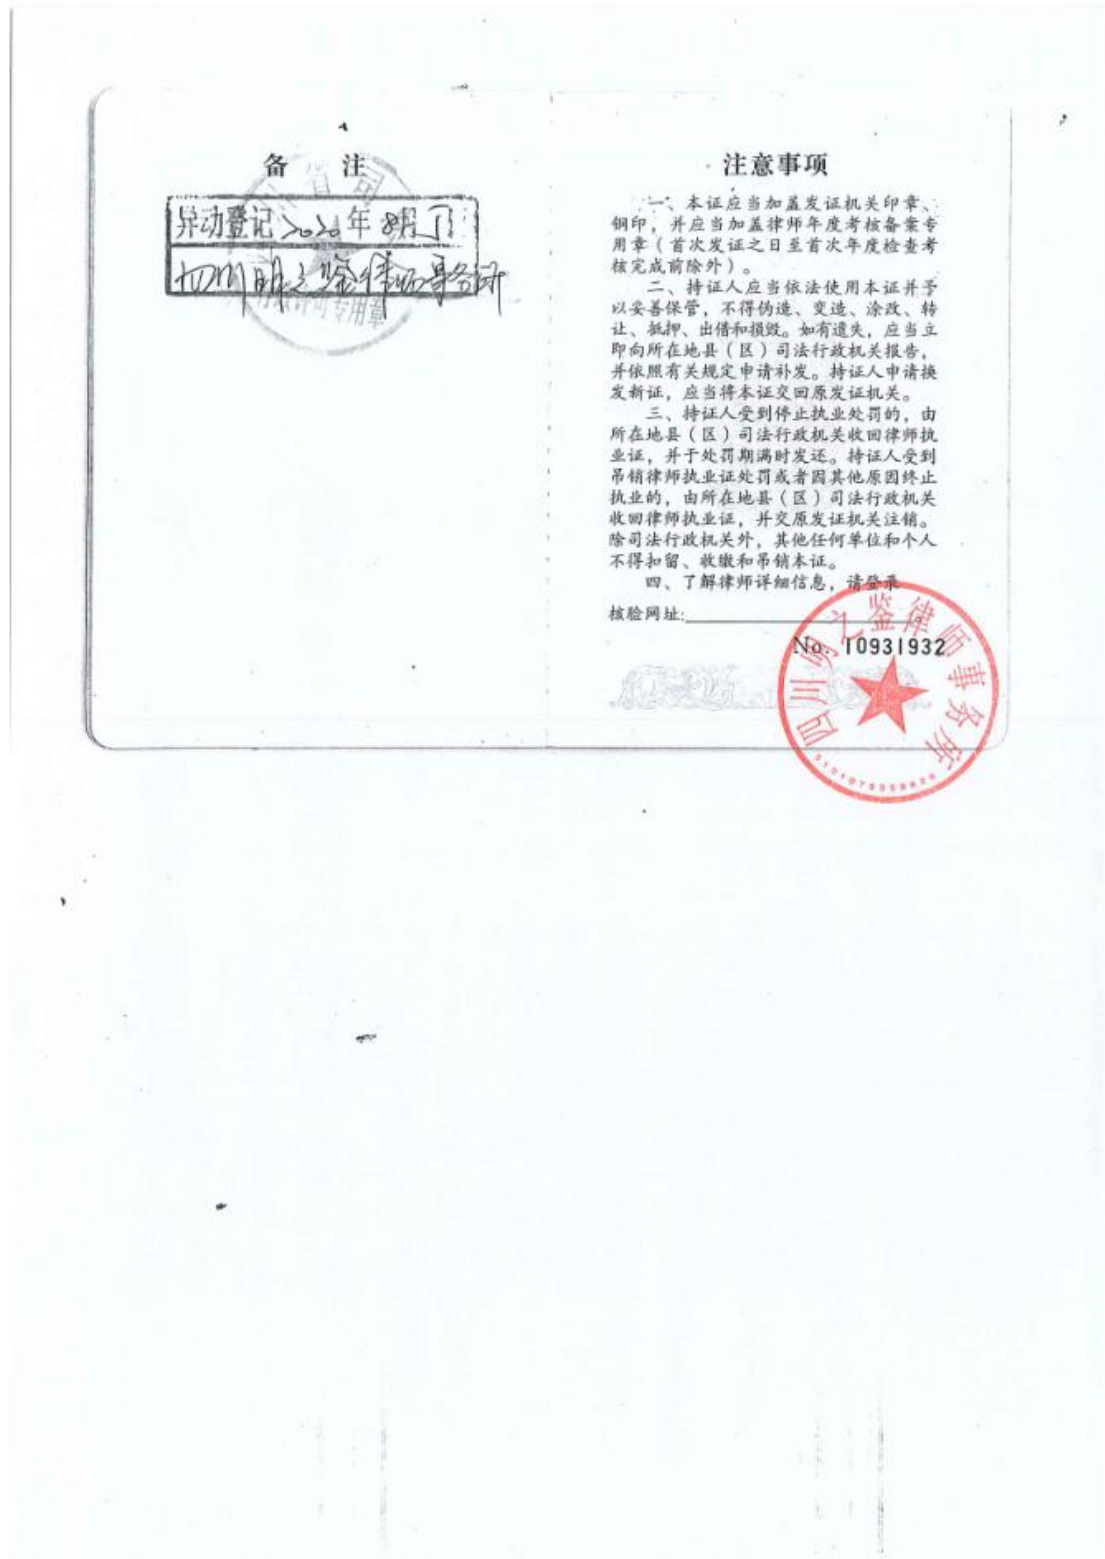 备 注
异动登记 2020 年 8月
四川明之鉴律师事务所
省司
许可专用章
注意事项
一、本证应当加盖发证机关印章、
钢印，并应当加盖律师年度考核备案专
用章（首次发证之日至首次年度检查考
核完成前除外）。
二、持证人应当依法使用本证并予
以妥善保管，不得伪造、变造、涂改、转
让、抵押、出借和损毁。如有遗失，应当立
即向所在地县（区）司法行政机关报告，
并依照有关规定申请补发。持证人申请换
发新证，应当将本证交回原发证机关。
三、持证人受到停止执业处罚的，由
所在地县（区）司法行政机关收回律师执
业证，并于处罚期满时发还。持证人受到
吊销律师执业证处罚或者因其他原因终止
执业的，由所在地县（区）司法行政机关
收回律师执业证，并交原发证机关注销。
除司法行政机关外，其他任何单位和个人
不得扣留、收缴和吊销本证。
四、了解律师详细信息，请登录
核验网址:
No. 10931932
四川明之鉴律师事务所